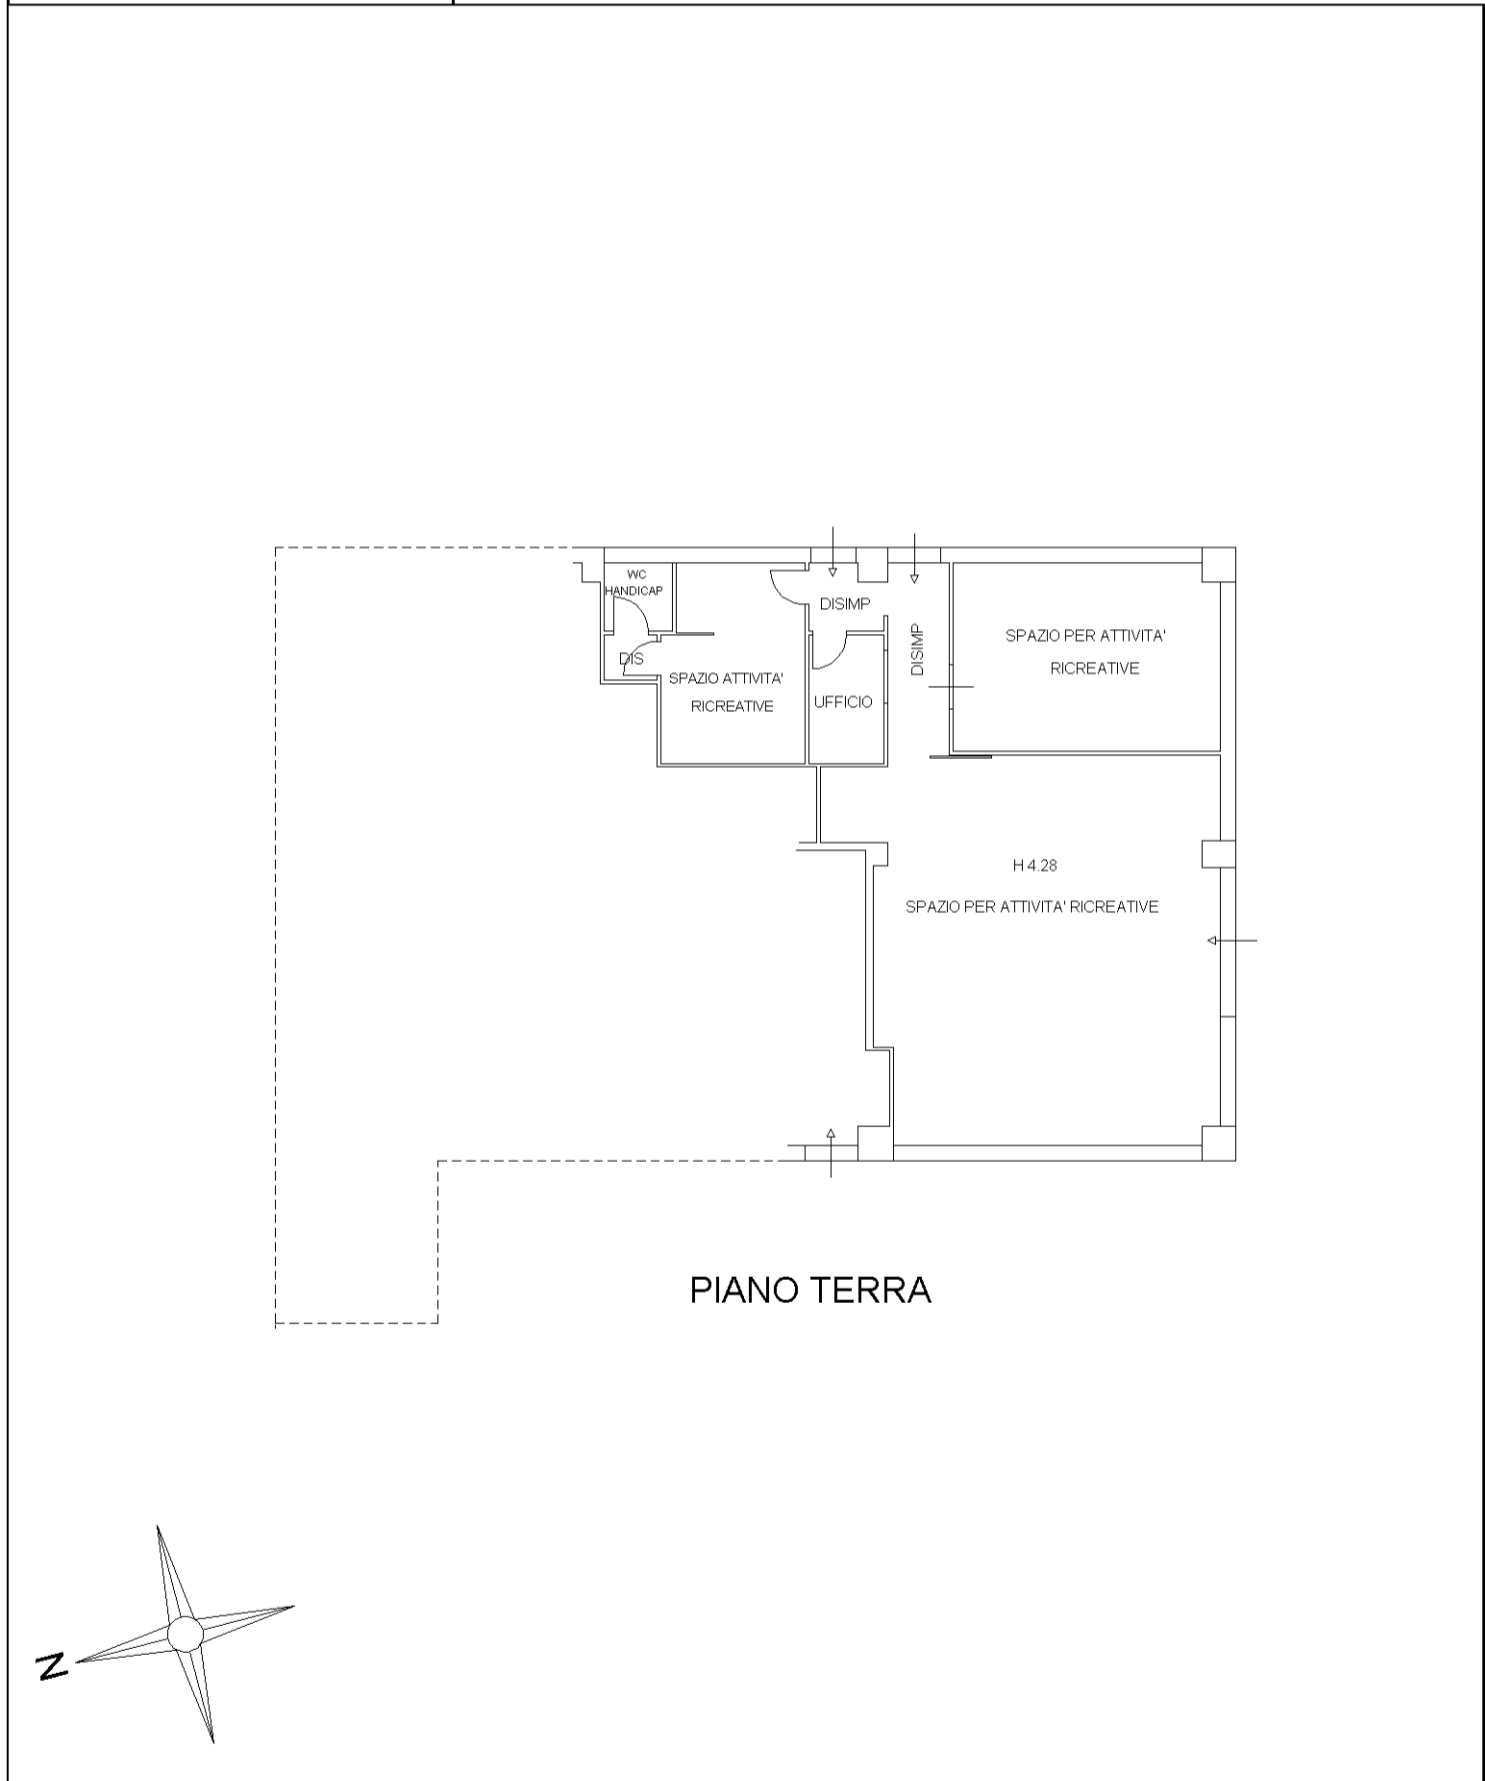 WC
HANDICAP
DISIMP
DISIMP
SPAZIO PER ATTIVITA'
RICREATIVE
DIS
SPAZIO ATTIVITA'
RICREATIVE
UFFICIO
H 4.28
SPAZIO PER ATTIVITA' RICREATIVE
PIANO TERRA
N